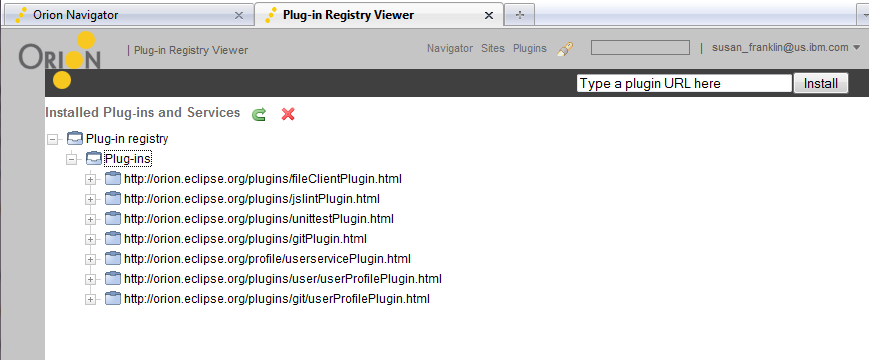 Orion Navigator
Plug-in Registry Viewer
ORION
| Plug-in Registry Viewer
Navigator Sites Plugins
| susan_franklin@us.ibm.com
Type a plugin URL here
Install
Installed Plug-ins and Services
Plug-in registry
Plug-ins
http://orion.eclipse.org/plugins/fileClientPlugin.html
http://orion.eclipse.org/plugins/jslintPlugin.html
http://orion.eclipse.org/plugins/unittestPlugin.html
http://orion.eclipse.org/plugins/gitPlugin.html
http://orion.eclipse.org/profile/userservicePlugin.html
http://orion.eclipse.org/plugins/user/userProfilePlugin.html
http://orion.eclipse.org/plugins/git/userProfilePlugin.html